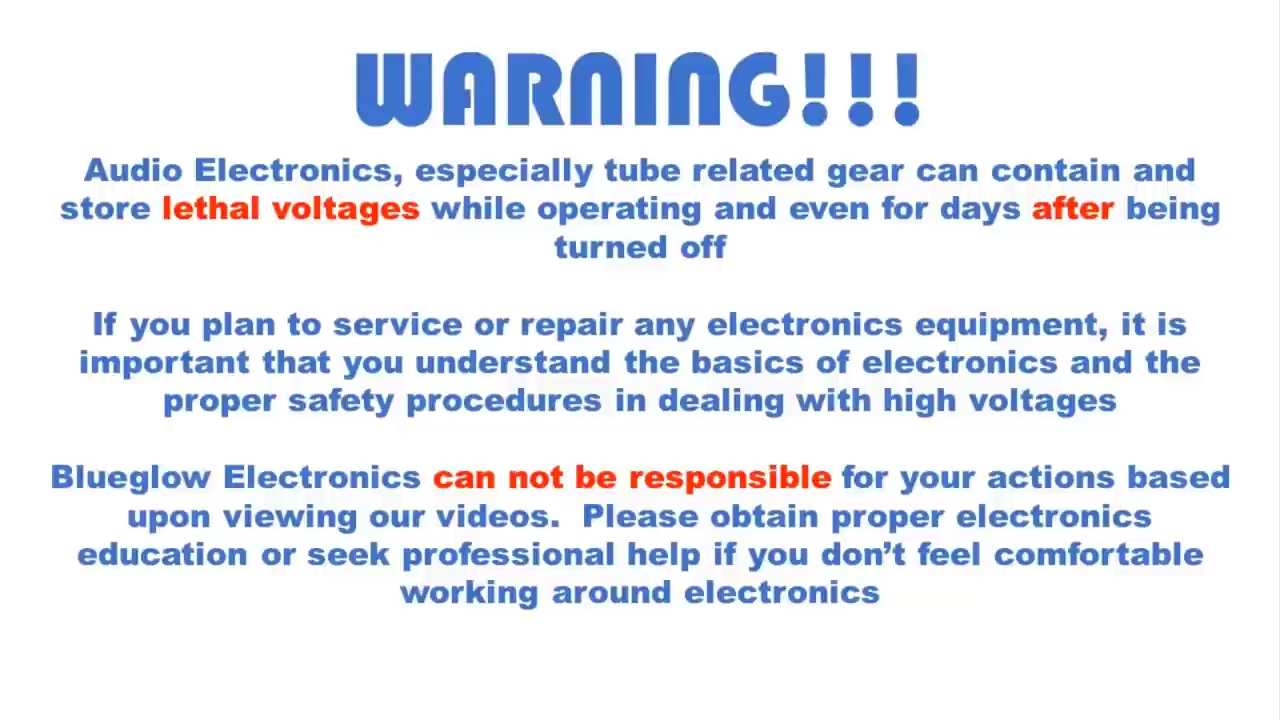 WARNING!!!
Audio Electronics, especially tube related gear can contain and
store lethal voltages while operating and even for days after being
turned off
If you plan to service or repair any electronics equipment, it is
important that you understand the basics of electronics and the
proper safety procedures in dealing with high voltages
Blueglow Electronics can not be responsible for your actions based
upon viewing our videos.  Please obtain proper electronics
education or seek professional help if you don’t feel comfortable
working around electronics